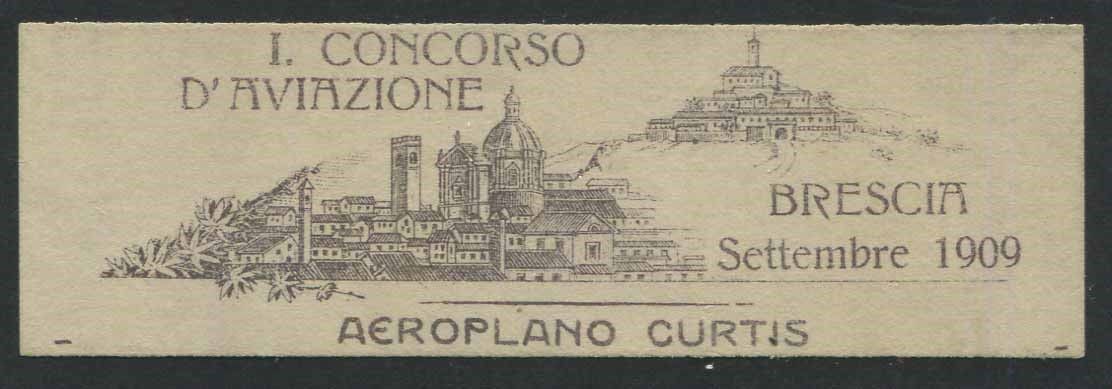 I. CONCORSO
D'AVIAZIONE
BRESCIA
Settembre 1909
AEROPLANO CURTIS